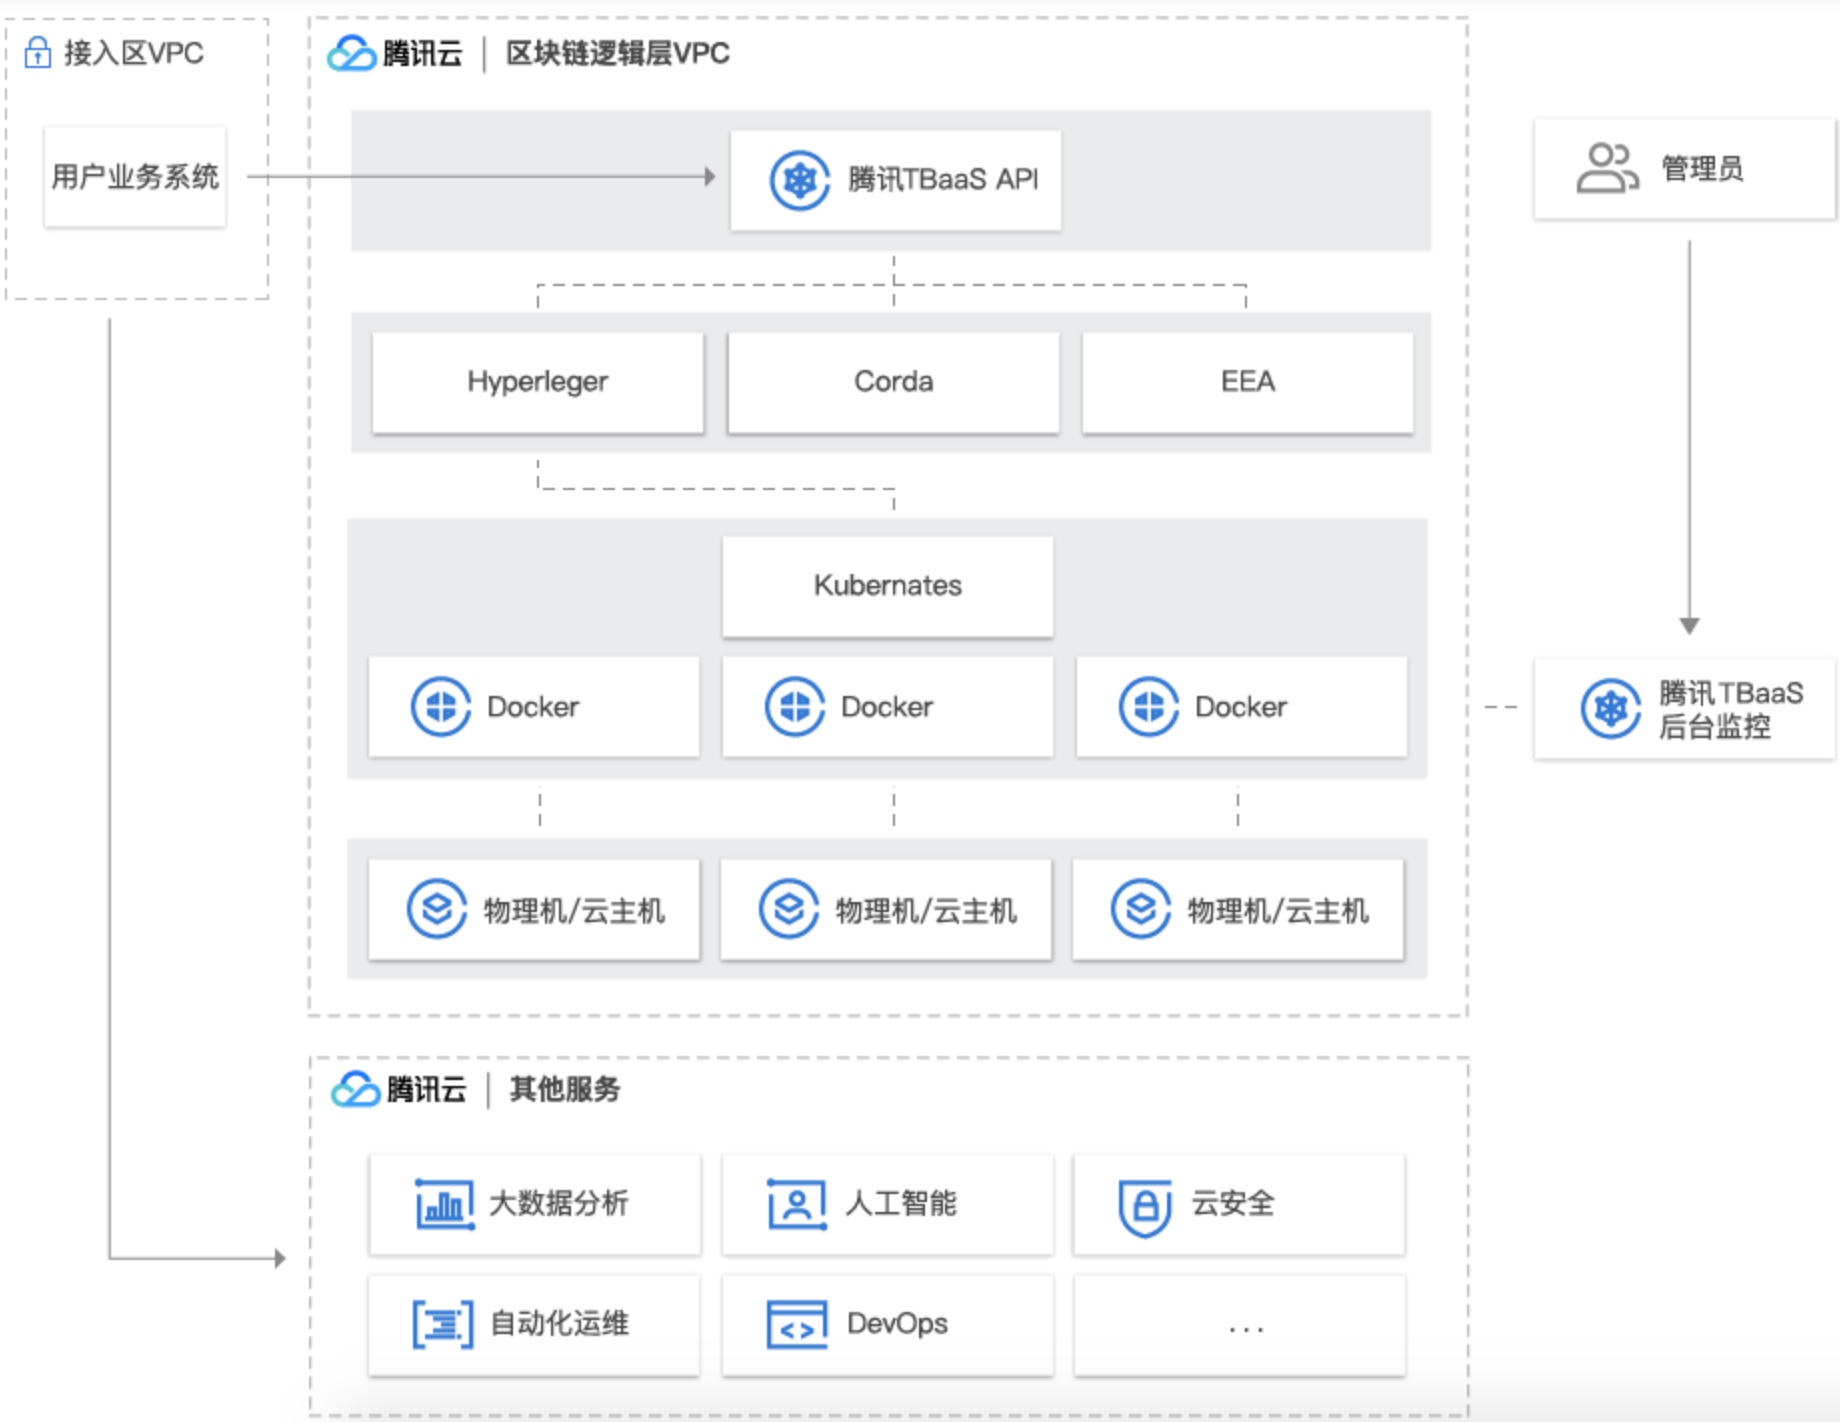 接入区VPC
用户业务系统
腾讯云 | 区块链逻辑层VPC
腾讯TBaaS API
Hyperleger
Corda
EEA
Kubernates
Docker
Docker
Docker
物理机/云主机
物理机/云主机
物理机/云主机
管理员
腾讯TBaaS
后台监控
腾讯云 | 其他服务
大数据分析
人工智能
云安全
自动化运维
DevOps
...